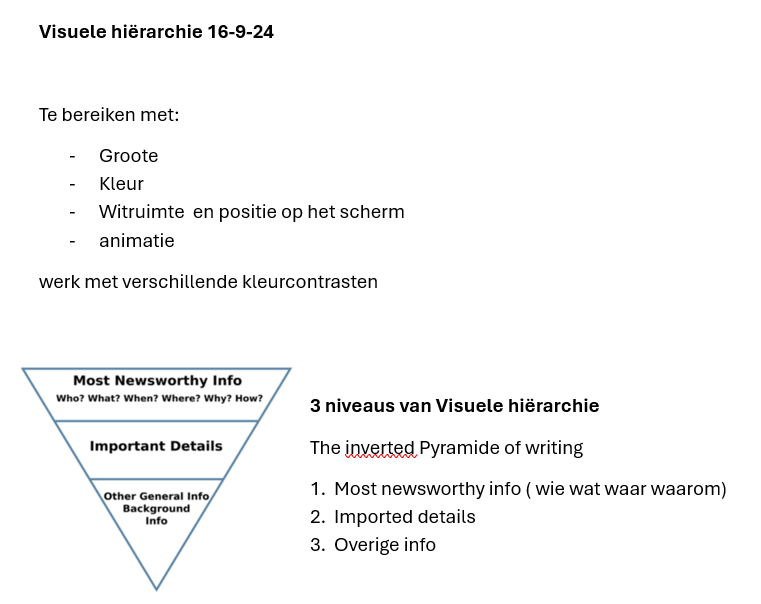 Visuele hiërarchie 16-9-24
Te bereiken met:
- Groote
- Kleur
- Witruimte  en positie op het scherm
- animatie
werk met verschillende kleurcontrasten
Most Newsworthy Info
Who? What? When? Where? Why? How?
Important Details
Other General Info
Background
Info
3 niveaus van Visuele hiërarchie
The inverted Pyramide of writing
1. Most newsworthy info ( wie wat waar waarom)
2. Imported details
3. Overige info